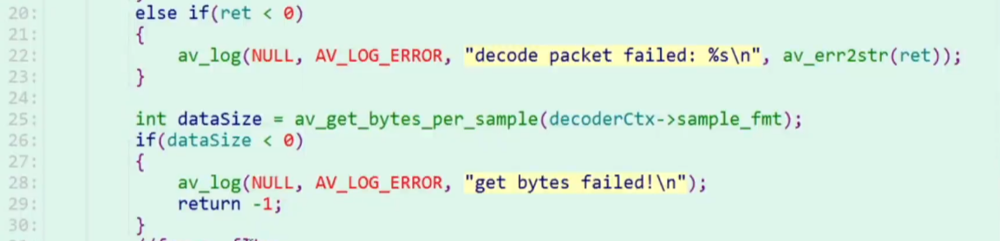 20: else if(ret < 0)
21: {
22: av_log(NULL, AV_LOG_ERROR, "decode packet failed: %s\n", av_err2str(ret));
23: }
24:
25: int dataSize = av_get_bytes_per_sample(decoderCtx->sample_fmt);
26: if(dataSize < 0)
27: {
28: av_log(NULL, AV_LOG_ERROR, "get bytes failed!\n");
29: return -1;
30: }